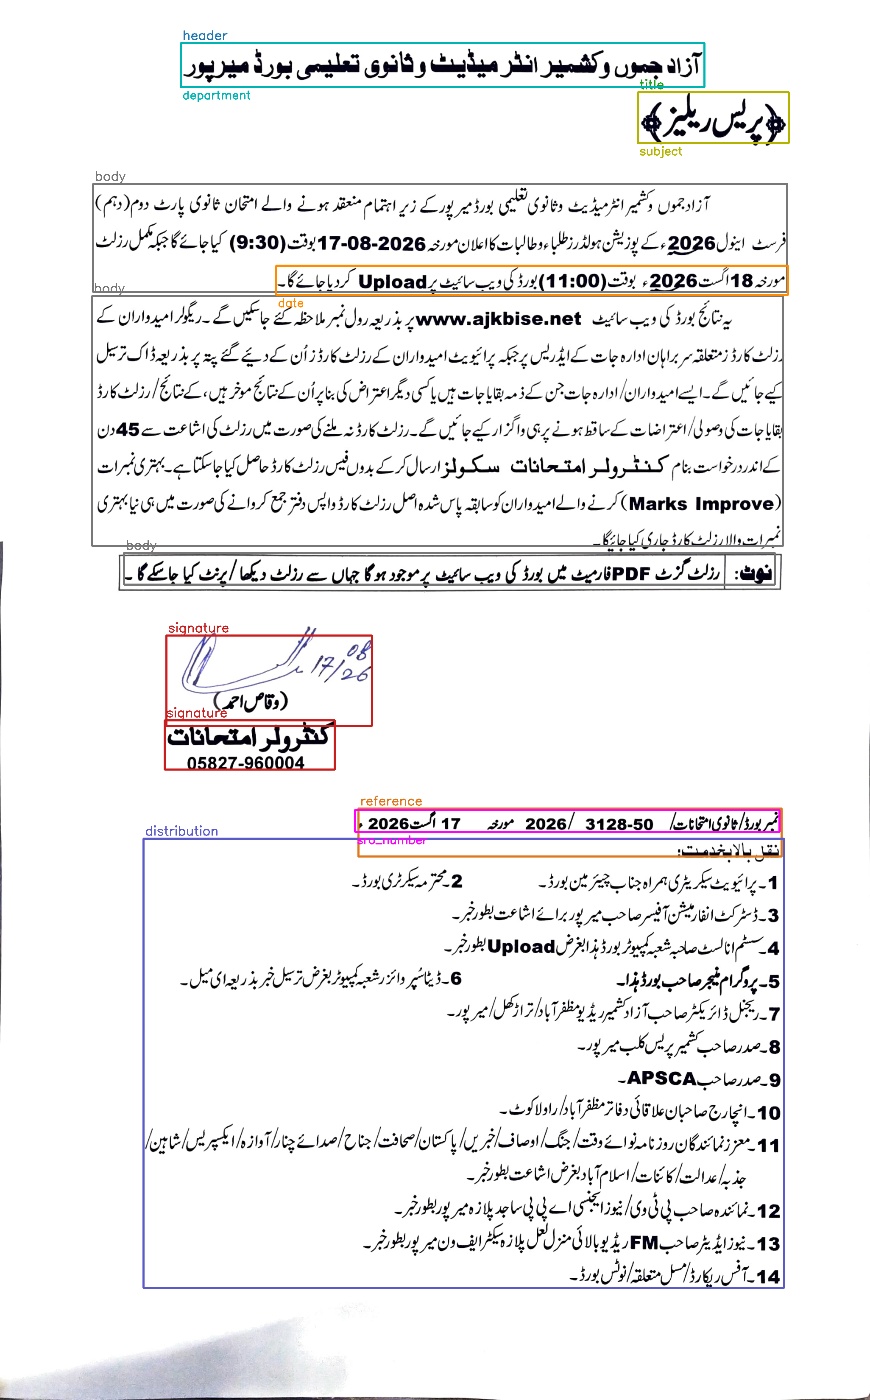 header
آزاد جموں وکشمیر انٹر میڈیٹ وثانوی تعلیمی بورڈ میرپور
department
title
﴿پریس ریلیز﴾
subject
body
آزاد جموں وکشمیر انٹرمیڈیٹ وثانوی تعلیمی بورڈ میرپور کے زیر اہتمام منعقد ہونے والے امتحان ثانوی پارٹ دوم (دہم)
فرسٹ اینول 2026ء کے پوزیشن ہولڈرز طلباء وطالبات کا اعلان مورخہ 17-08-2026 بوقت (9:30) کیا جائے گا جبکہ مکمل رزلٹ
مورخہ 18 اگست 2026ء بوقت (11:00) بورڈ کی ویب سائیٹ پر Upload کر دیا جائے گا۔
body
date
یہ نتائج بورڈ کی ویب سائیٹ www.ajkbise.net پر بذریعہ رول نمبر ملاحظہ کئے جاسکیں گے۔ ریگولر امیدواران کے
رزلٹ کارڈز متعلقہ سربراہان ادارہ جات کے ایڈریس پر جبکہ پرائیویٹ امیدواران کے رزلٹ کارڈز اُن کے دیئے گئے پتہ پر بذریعہ ڈاک ترسیل
کیے جائیں گے۔ ایسے امیدواران/ادارہ جات جن کے ذمہ بقایا جات ہیں یا کسی دیگر اعتراض کی بنا پر اُن کے نتائج موخر ہیں، کے نتائج/رزلٹ کارڈ
بقایا جات کی وصولی/اعتراضات کے ساقط ہونے پر ہی واگزار کیے جائیں گے۔ رزلٹ کارڈ نہ ملنے کی صورت میں رزلٹ کی اشاعت سے 45 دن
کے اندر درخواست بنام کنٹرولر امتحانات سکولز ارسال کر کے بدوں فیس رزلٹ کارڈ حاصل کیا جاسکتا ہے۔ بہتری نمبرات
(Marks Improve) کرنے والے امیدواران کو سابقہ پاس شدہ اصل رزلٹ کارڈ واپس دفتر جمع کروانے کی صورت میں ہی نیا بہتری
نمبرات والا رزلٹ کارڈ جاری کیا جائیگا۔
body
نوٹ: رزلٹ گزٹ PDF فارمیٹ میں بورڈ کی ویب سائیٹ پر موجود ہوگا جہاں سے رزلٹ دیکھا/پرنٹ کیا جاسکے گا۔
signature
08
17/26
(وقاص احمد)
signature
کنٹرولر امتحانات
05827-960004
reference
نمبر بورڈ/ثانوی امتحانات/ 3128-50 /2026 مورخہ 17 اگست 2026ء
sro_number
distribution
نقل بالا بخدمت:
1۔ پرائیویٹ سیکریٹری ہمراہ جناب چیئرمین بورڈ۔ 2۔ محترمہ سیکرٹری بورڈ۔
3۔ ڈسٹرکٹ انفارمیشن آفیسر صاحب میرپور برائے اشاعت بطور خبر۔
4۔ سسٹم انالسٹ صاحبہ شعبہ کمپیوٹر بورڈ ہذا بغرض Upload بطور خبر۔
5۔ پروگرام منیجر صاحب بورڈ ہذا۔ 6۔ ڈیٹا سُپروائزر شعبہ کمپیوٹر بغرض ترسیل خبر بذریعہ ای میل۔
7۔ ریجنل ڈائریکٹر صاحب آزاد کشمیر ریڈیو مظفرآباد/تراڑکھل/میرپور۔
8۔ صدر صاحب کشمیر پریس کلب میرپور۔
9۔ صدر صاحب APSCA۔
10۔ انچارج صاحبان علاقائی دفاتر مظفرآباد/راولاکوٹ۔
11۔ معزز نمائندگان روزنامہ نوائے وقت/جنگ/اوصاف/خبریں/پاکستان/صحافت/جناح/صدائے چنار/آوازہ/ایکسپریس/شاہین/
جذبہ/عدالت/کائنات/اسلام آباد بغرض اشاعت بطور خبر۔
12۔ نمائندہ صاحب پی ٹی وی/نیوز ایجنسی اے پی پی ساجد پلازہ میرپور بطور خبر۔
13۔ نیوز ایڈیٹر صاحب FM ریڈیو بالائی منزل لعل پلازہ سیکٹر ایف ون میرپور بطور خبر۔
14۔ آفس ریکارڈ/مسل متعلقہ/نوٹس بورڈ۔